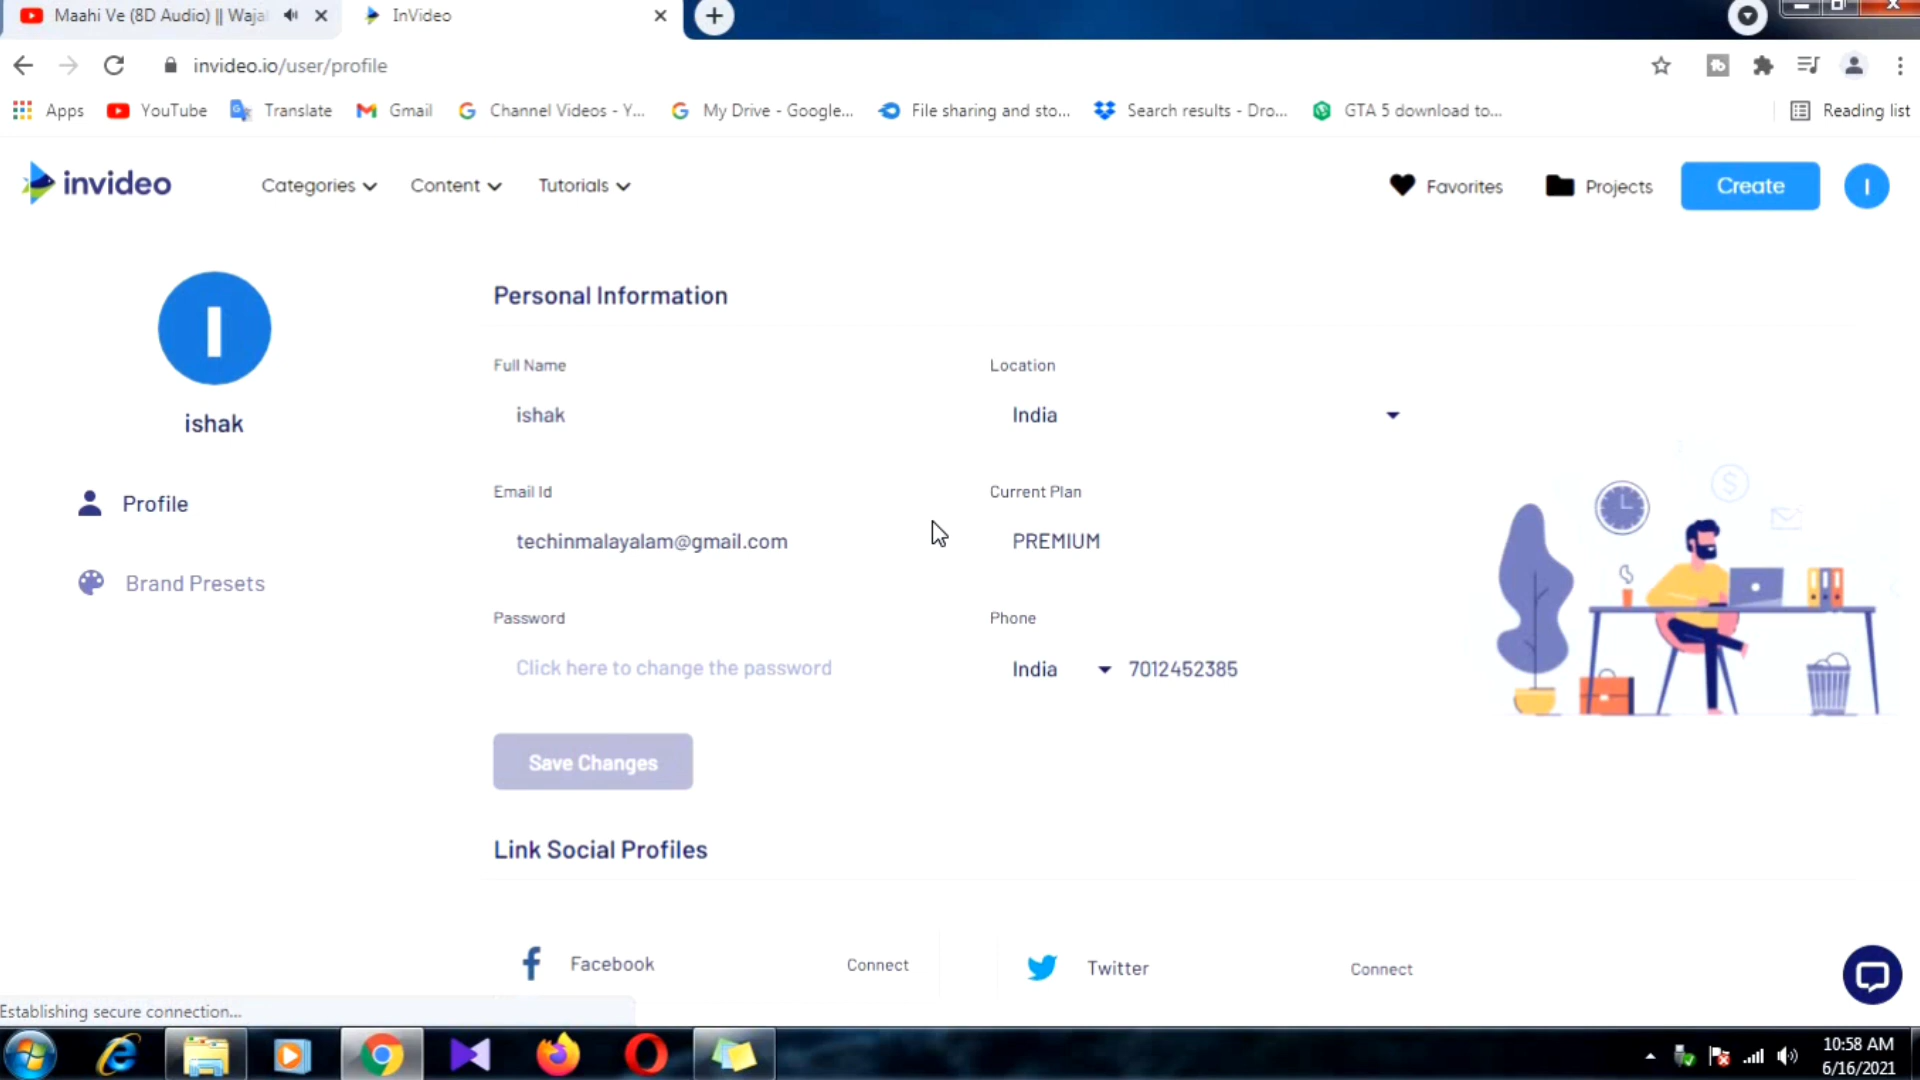 Maahi Ve (8D Audio) || Waja
InVideo
invideo.io/user/profile
Apps YouTube Translate Gmail Channel Videos - Y... My Drive - Google... File sharing and sto... Search results - Dro... GTA 5 download to... Reading list
invideo Categories Content Tutorials Favorites Projects Create I
I
ishak
Profile
Brand Presets
Personal Information
Full Name Location
ishak India
Email Id Current Plan
techinmalayalam@gmail.com PREMIUM
Password Phone
Click here to change the password India 7012452385
Save Changes
Link Social Profiles
Facebook Connect Twitter Connect
Establishing secure connection...
10:58 AM
6/16/2021